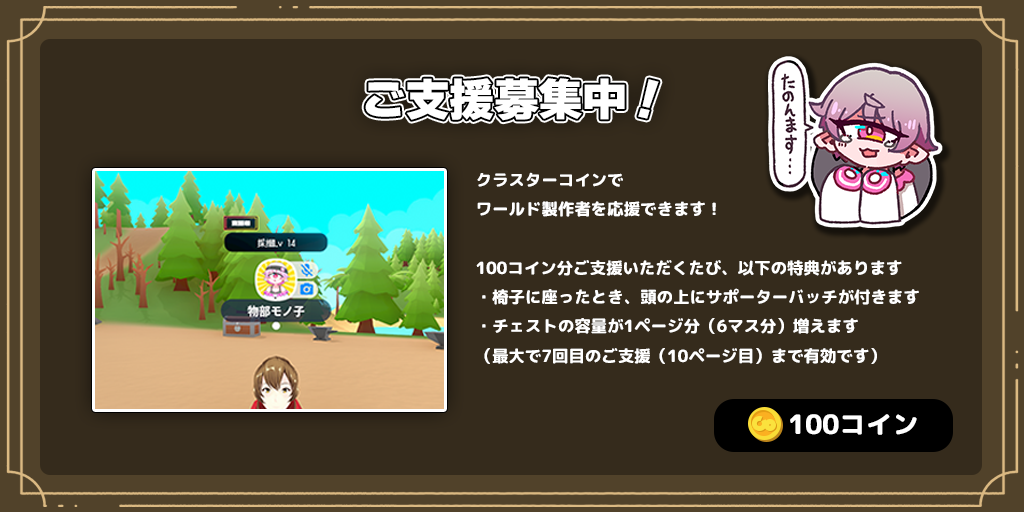 ご支援募集中！
たのんます…
クラスターコインで
ワールド製作者を応援できます！
100コイン分ご支援いただくたび、以下の特典があります
・椅子に座ったとき、頭の上にサポーターバッチが付きます
・チェストの容量が1ページ分（6マス分）増えます
（最大で7回目のご支援（10ページ目）まで有効です）
採掘Lv 14
物部モノ子
100コイン